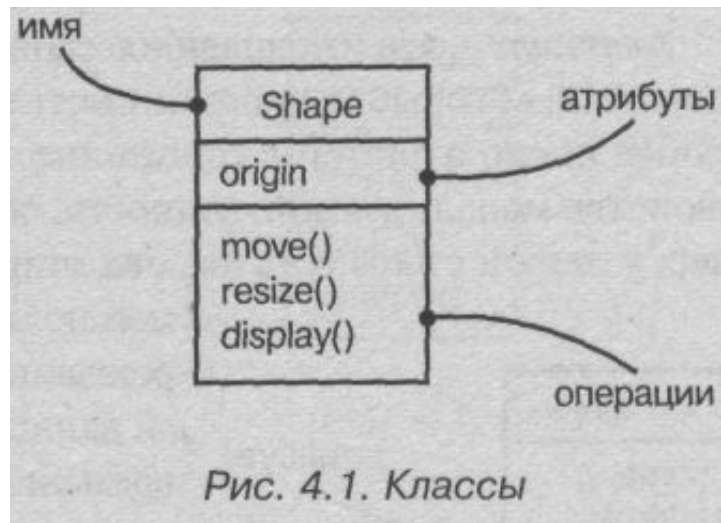 имя
Shape
атрибуты
origin
move()
resize()
display()
операции
Рис. 4.1. Классы